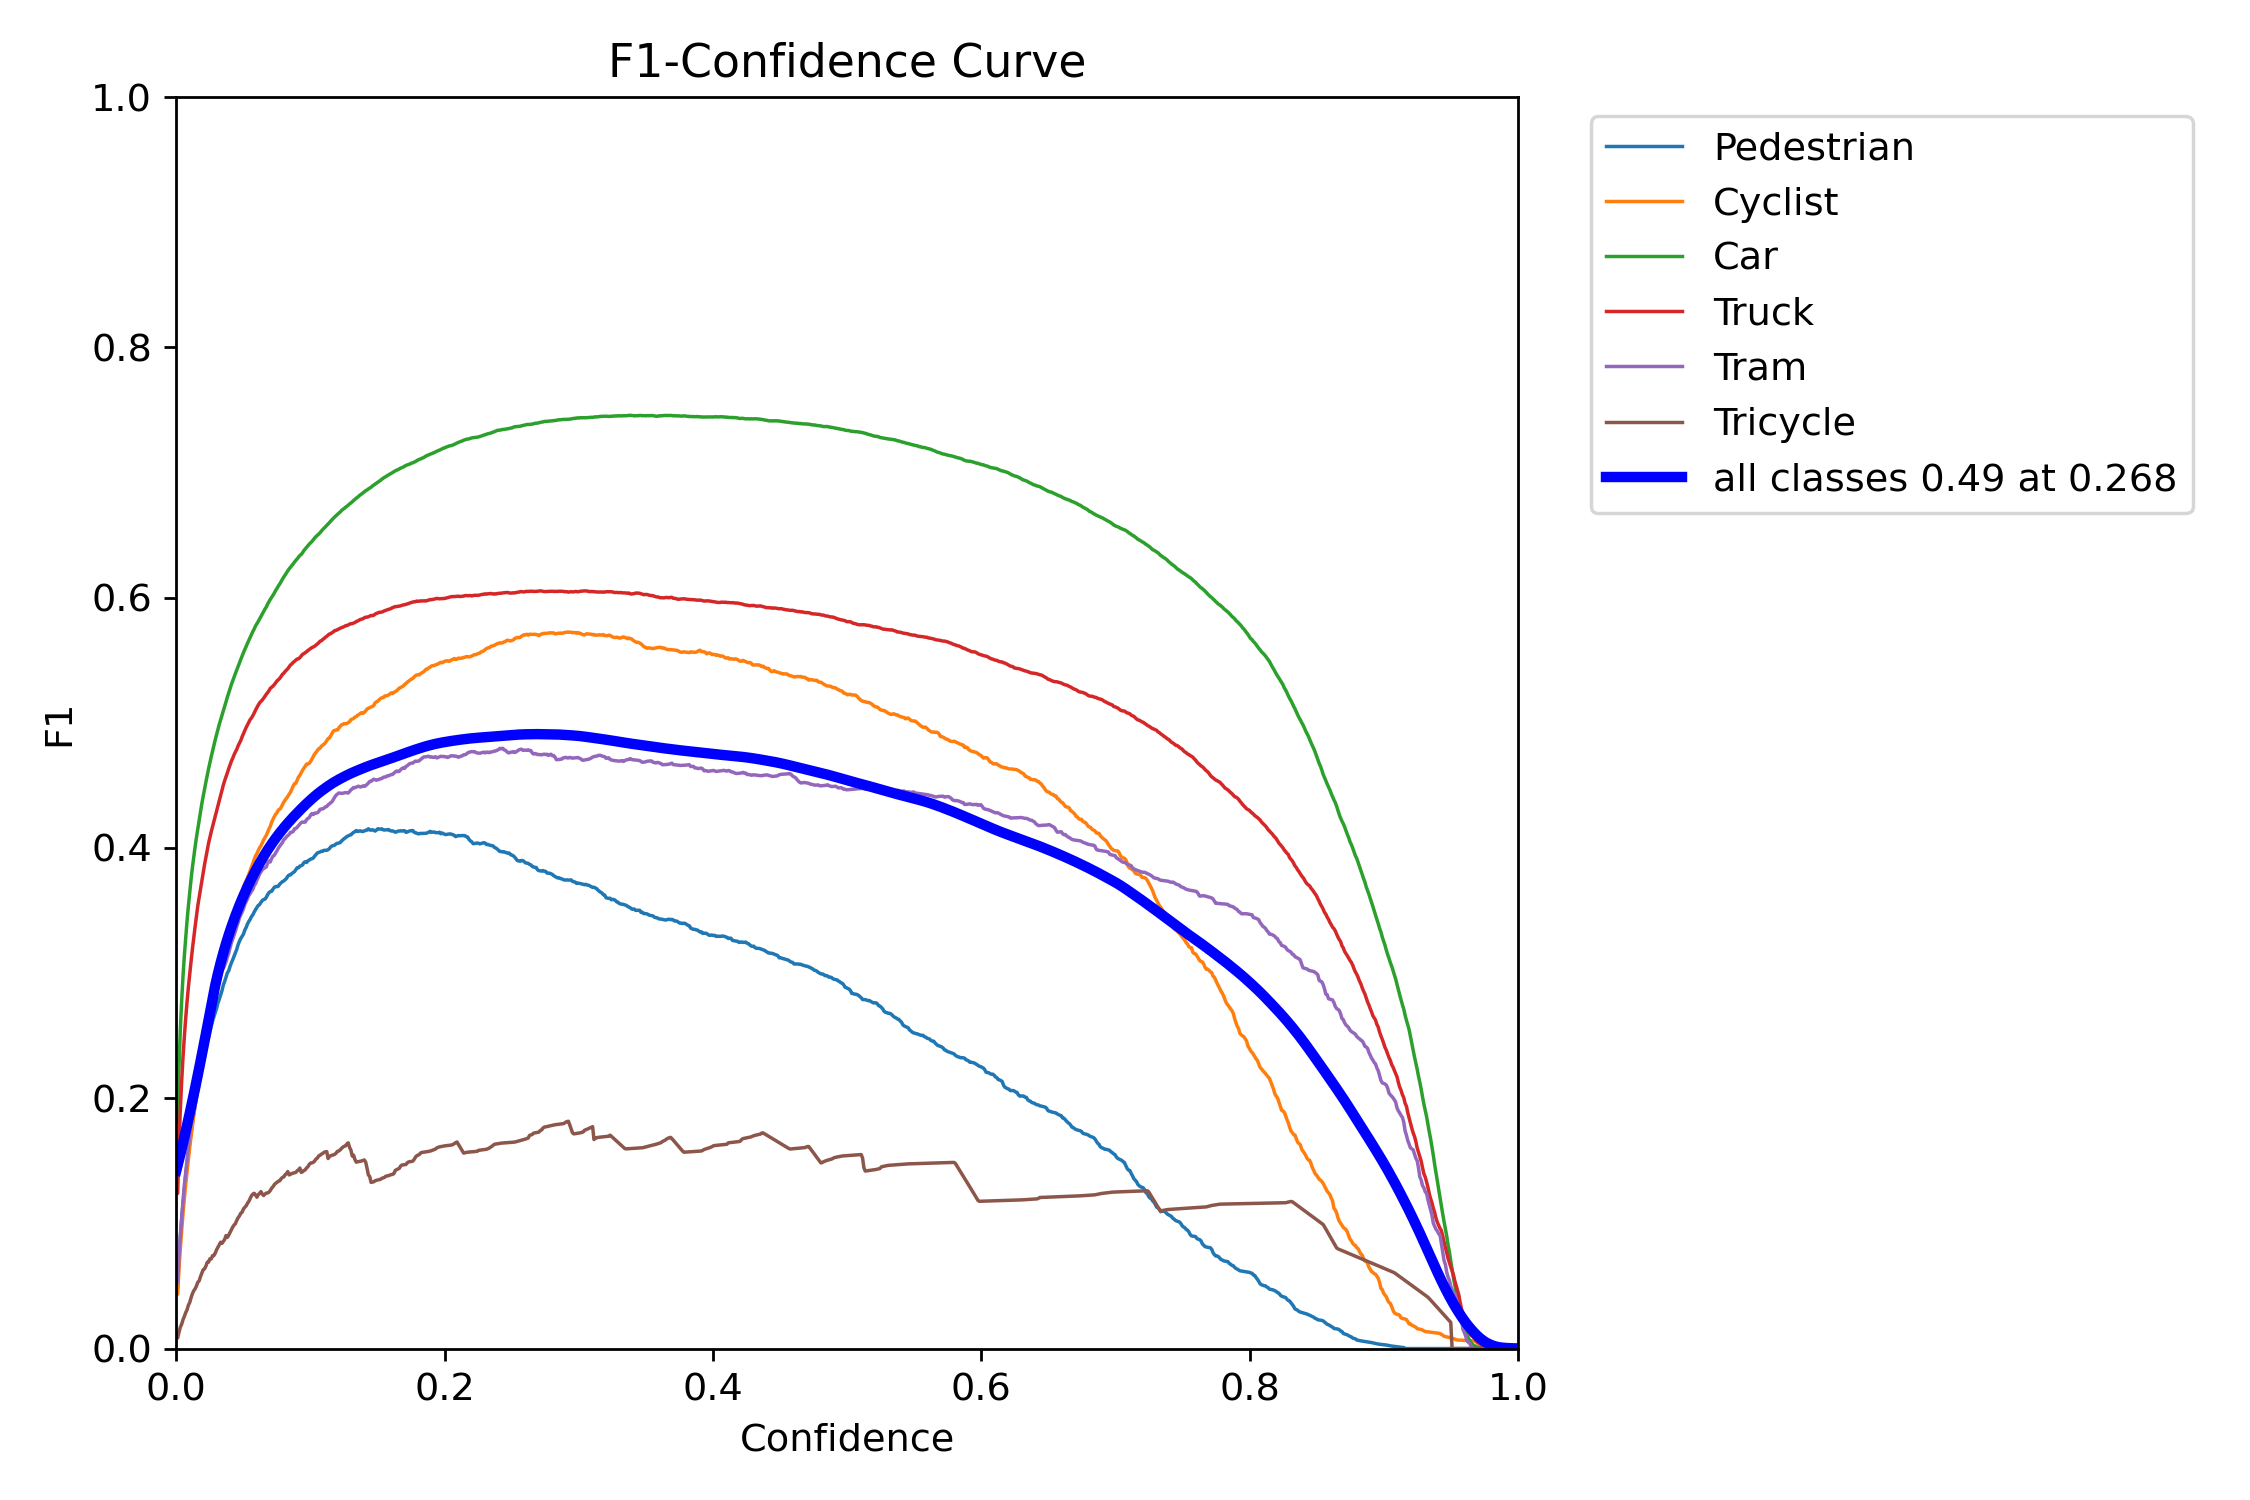 F1-Confidence Curve
1.0
0.8
0.6
0.4
0.2
0.0
F1
0.0 0.2 0.4 0.6 0.8 1.0
Confidence
Pedestrian
Cyclist
Car
Truck
Tram
Tricycle
all classes 0.49 at 0.268